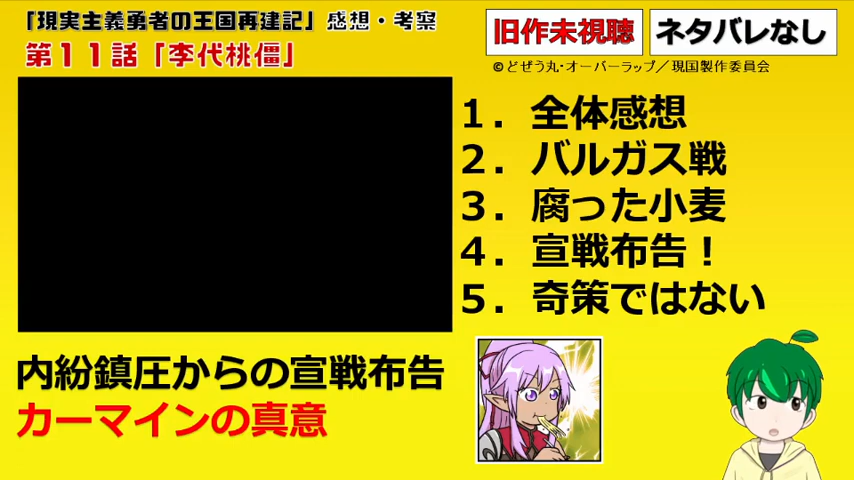 「現実主義勇者の王国再建記」感想・考察
第11話「李代桃僵」
旧作未視聴
ネタバレなし
©どぜう丸・オーバーラップ／現国製作委員会
1．全体感想
2．バルガス戦
3．腐った小麦
4．宣戦布告！
5．奇策ではない
内紛鎮圧からの宣戦布告
カーマインの真意